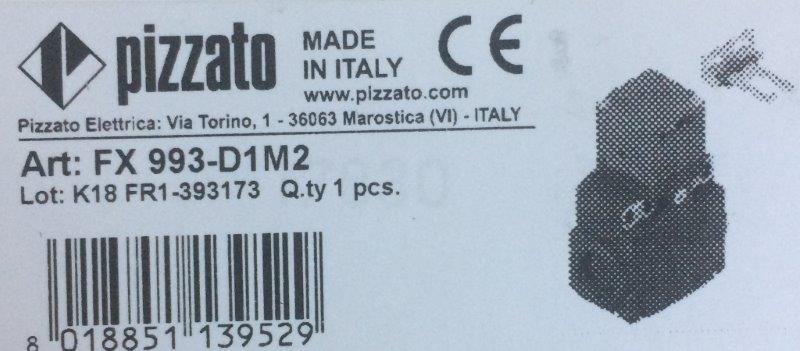 pizzato
MADE
IN ITALY
CE
www.pizzato.com
Pizzato Elettrica: Via Torino, 1 - 36063 Marostica (VI) - ITALY
Art: FX 993-D1M2
Lot: K18 FR1-393173 Q.ty 1 pcs.
8 018851 139529